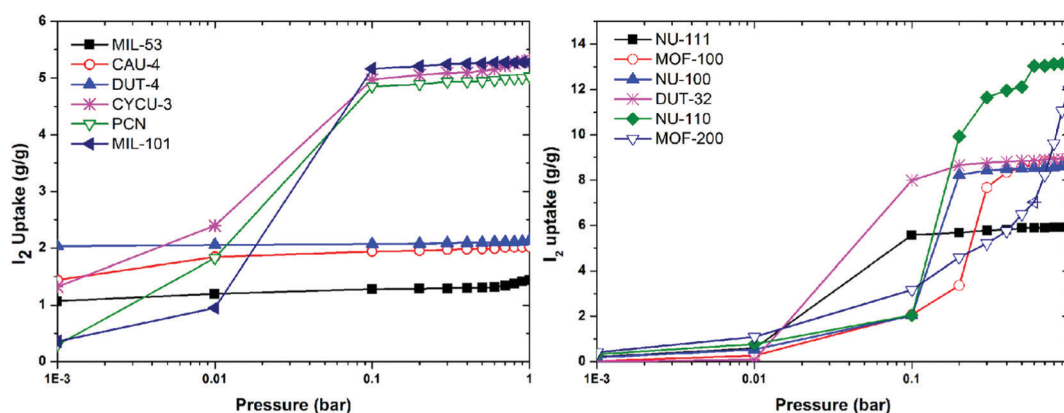 6
5
4
3
2
1
0
I2 Uptake (g/g)
MIL-53
CAU-4
DUT-4
CYCU-3
PCN
MIL-101
1E-3 0.01 0.1 1
Pressure (bar)
14
12
10
8
6
4
2
0
I2 uptake (g/g)
NU-111
MOF-100
NU-100
DUT-32
NU-110
MOF-200
1E-3 0.01 0.1
Pressure (bar)